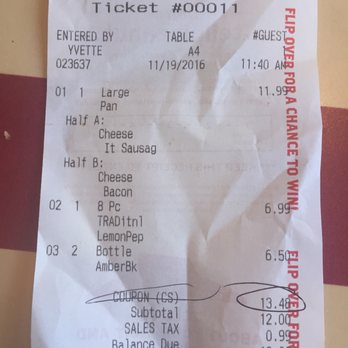 Ticket #00011
ENTERED BY TABLE #GUEST
YVETTE A4
023637 11/19/2016 11:40 AM
01 1 Large 11.99
Pan
Half A:
Cheese
It Sausag
Half B:
Cheese
Bacon
02 1 8 Pc 6.99
TRADitnl
LemonPep
03 2 Bottle 6.50
AmberBk
COUPON (CS) 13.48
Subtotal 12.00
SALES TAX 0.99
Balance Due
FLIP OVER FOR A CHANCE TO WIN!
FLIP OVER FOR